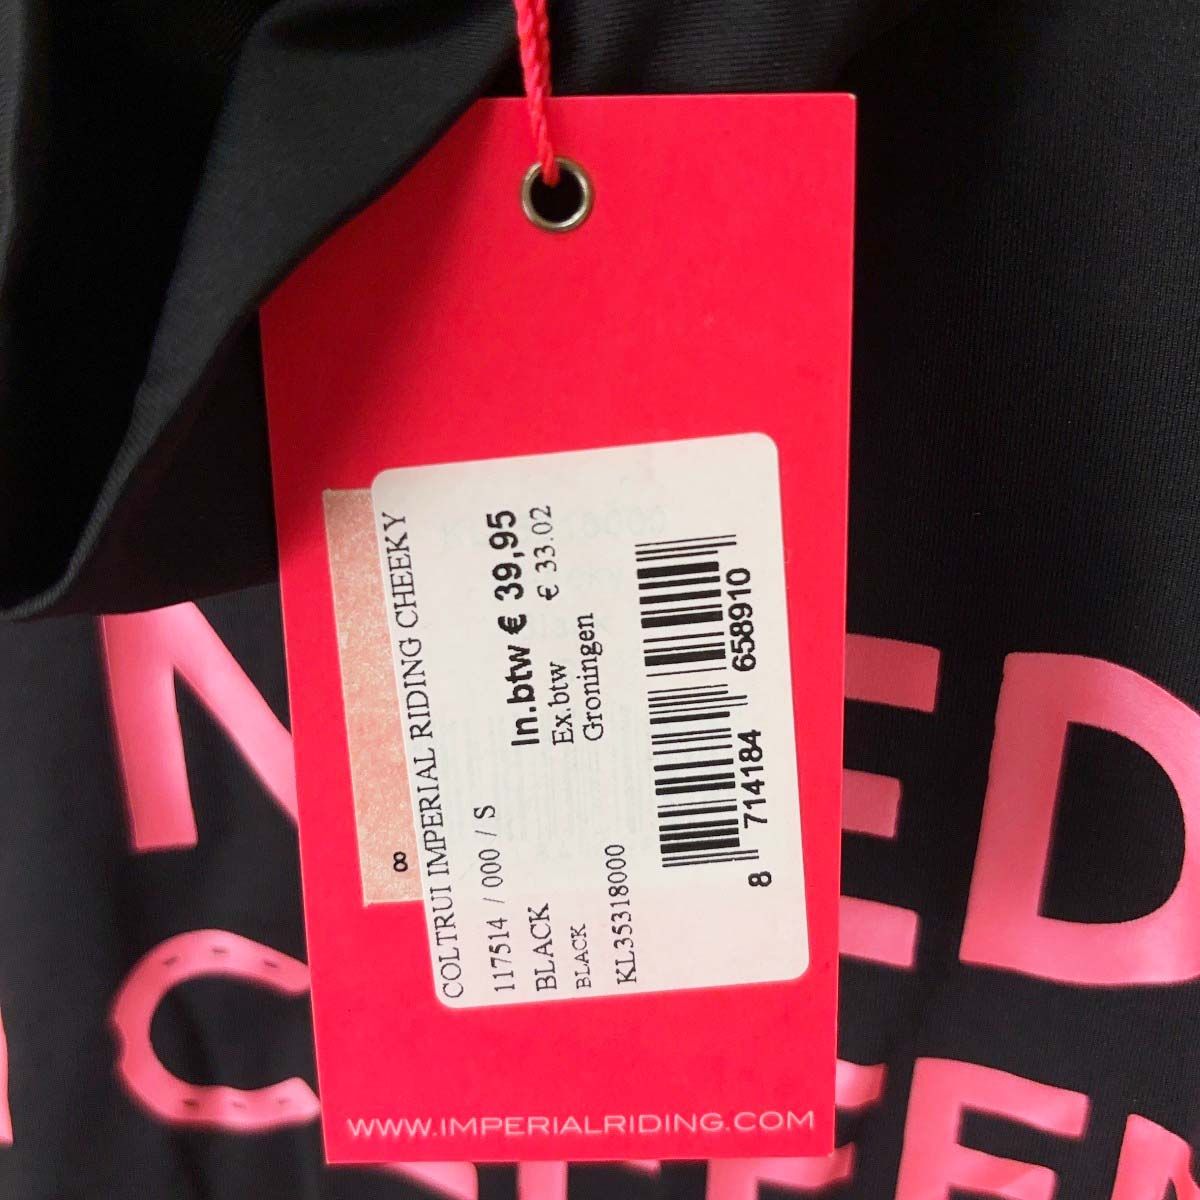 COLTRUI IMPERIAL RIDING CHEEKY
117514 / 000 / S
In.btw € 39,95
BLACK
Ex.btw € 33.02
BLACK
Groningen
KL35318000
8 714184 658910
8
WWW.IMPERIALRIDING.COM